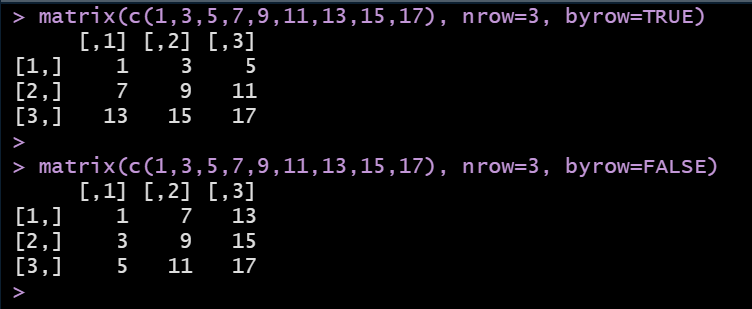 > matrix(c(1,3,5,7,9,11,13,15,17), nrow=3, byrow=TRUE)
     [,1] [,2] [,3]
[1,]    1    3    5
[2,]    7    9   11
[3,]   13   15   17
>
> matrix(c(1,3,5,7,9,11,13,15,17), nrow=3, byrow=FALSE)
     [,1] [,2] [,3]
[1,]    1    7   13
[2,]    3    9   15
[3,]    5   11   17
>